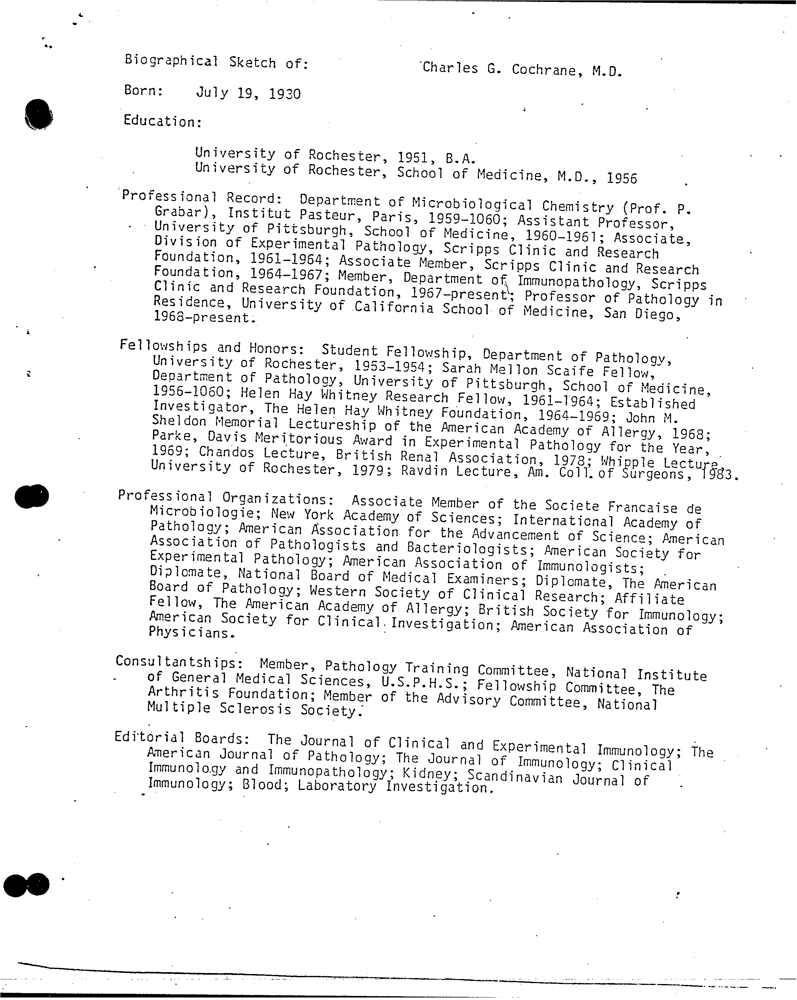 Biographical Sketch of: Charles G. Cochrane, M.D.
Born: July 19, 1930
Education:
University of Rochester, 1951, B.A.
University of Rochester, School of Medicine, M.D., 1956
Professional Record: Department of Microbiological Chemistry (Prof. P.
Grabar), Institut Pasteur, Paris, 1959-1060; Assistant Professor,
University of Pittsburgh, School of Medicine, 1960-1961; Associate,
Division of Experimental Pathology, Scripps Clinic and Research
Foundation, 1961-1964; Associate Member, Scripps Clinic and Research
Foundation, 1964-1967; Member, Department of Immunopathology, Scripps
Clinic and Research Foundation, 1967-present; Professor of Pathology in
Residence, University of California School of Medicine, San Diego,
1968-present.
Fellowships and Honors: Student Fellowship, Department of Pathology,
University of Rochester, 1953-1954; Sarah Mellon Scaife Fellow,
Department of Pathology, University of Pittsburgh, School of Medicine,
1956-1060; Helen Hay Whitney Research Fellow, 1961-1964; Established
Investigator, The Helen Hay Whitney Foundation, 1964-1969; John M.
Sheldon Memorial Lectureship of the American Academy of Allergy, 1968;
Parke, Davis Meritorious Award in Experimental Pathology for the Year,
1969; Chandos Lecture, British Renal Association, 1978; Whipple Lecture,
University of Rochester, 1979; Ravdin Lecture, Am. Coll. of Surgeons, 1983.
Professional Organizations: Associate Member of the Societe Francaise de
Microbiologie; New York Academy of Sciences; International Academy of
Pathology; American Association for the Advancement of Science; American
Association of Pathologists and Bacteriologists; American Society for
Experimental Pathology; American Association of Immunologists;
Diplomate, National Board of Medical Examiners; Diplomate, The American
Board of Pathology; Western Society of Clinical Research; Affiliate
Fellow, The American Academy of Allergy; British Society for Immunology;
American Society for Clinical Investigation; American Association of
Physicians.
Consultantships: Member, Pathology Training Committee, National Institute
of General Medical Sciences, U.S.P.H.S.; Fellowship Committee, The
Arthritis Foundation; Member of the Advisory Committee, National
Multiple Sclerosis Society.
Editorial Boards: The Journal of Clinical and Experimental Immunology; The
American Journal of Pathology; The Journal of Immunology; Clinical
Immunology and Immunopathology; Kidney; Scandinavian Journal of
Immunology; Blood; Laboratory Investigation.